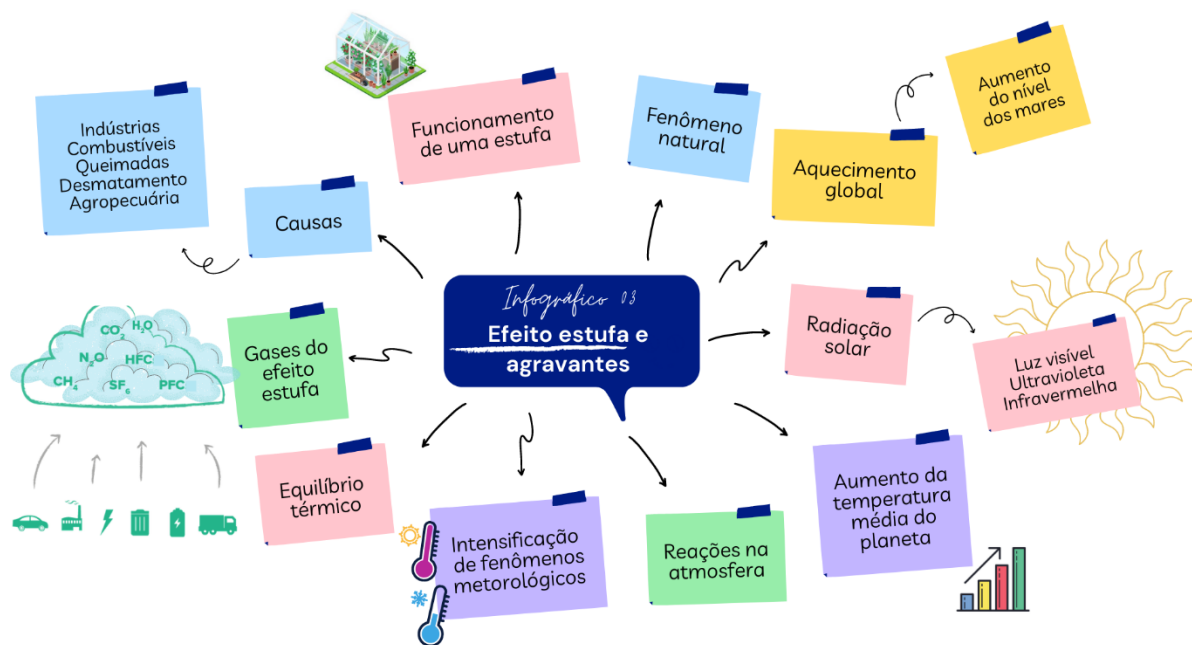 Infográfico 03
Efeito estufa e
agravantes
Indústrias
Combustíveis
Queimadas
Desmatamento
Agropecuária
Causas
Funcionamento
de uma estufa
Fenômeno
natural
Aquecimento
global
Aumento
do nível
dos mares
Radiação
solar
Luz visível
Ultravioleta
Infravermelha
Aumento da
temperatura
média do
planeta
Reações na
atmosfera
Intensificação
de fenômenos
metorológicos
Equilíbrio
térmico
Gases do
efeito
estufa
CO2 H2O
N2O HFC
CH4 SF6 PFC